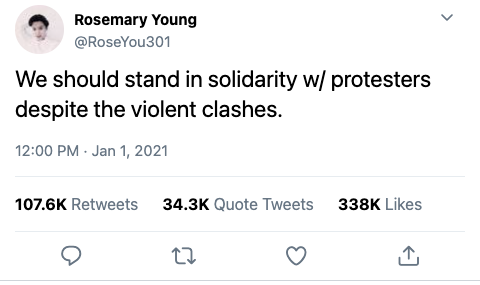 Rosemary Young
@RoseYou301
We should stand in solidarity w/ protesters
despite the violent clashes.
12:00 PM · Jan 1, 2021
107.6K Retweets 34.3K Quote Tweets 338K Likes